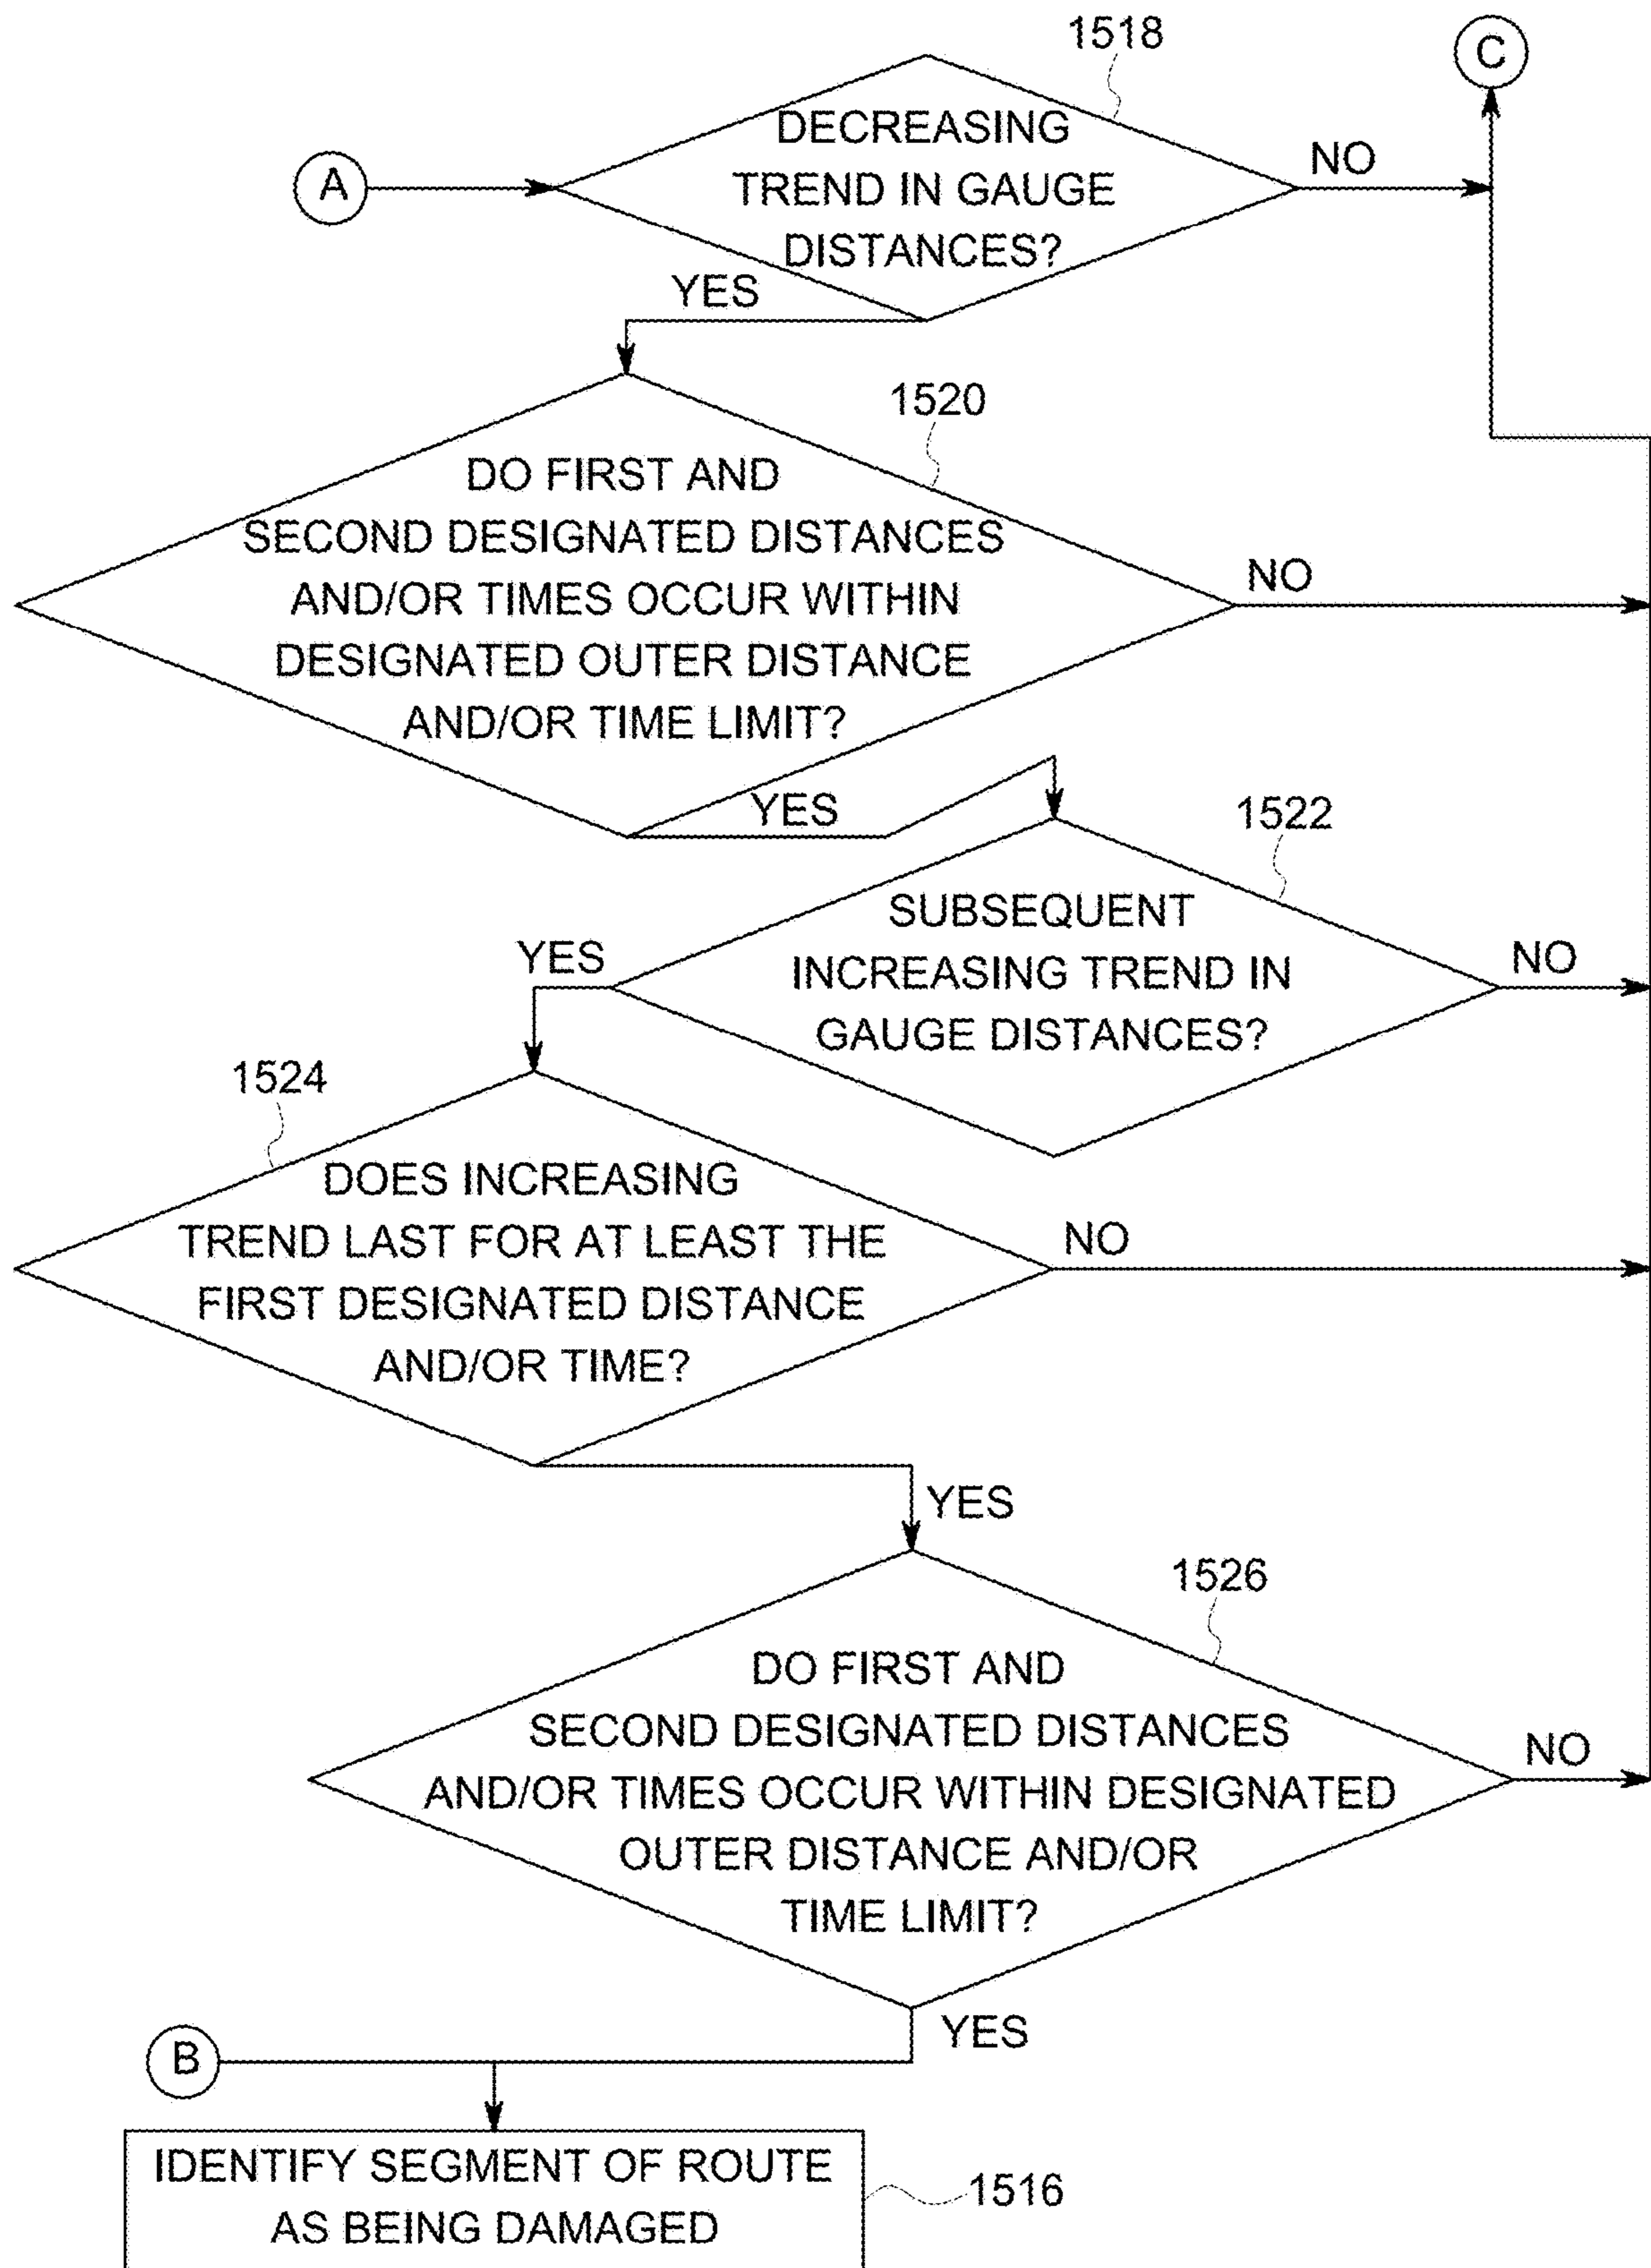 1518
C
A
DECREASING
TREND IN GAUGE
DISTANCES?
NO
YES
1520
DO FIRST AND
SECOND DESIGNATED DISTANCES
AND/OR TIMES OCCUR WITHIN
DESIGNATED OUTER DISTANCE
AND/OR TIME LIMIT?
NO
YES
1522
SUBSEQUENT
INCREASING TREND IN
GAUGE DISTANCES?
YES
NO
1524
DOES INCREASING
TREND LAST FOR AT LEAST THE
FIRST DESIGNATED DISTANCE
AND/OR TIME?
NO
YES
1526
DO FIRST AND
SECOND DESIGNATED DISTANCES
AND/OR TIMES OCCUR WITHIN DESIGNATED
OUTER DISTANCE AND/OR
TIME LIMIT?
NO
YES
B
IDENTIFY SEGMENT OF ROUTE
AS BEING DAMAGED
1516